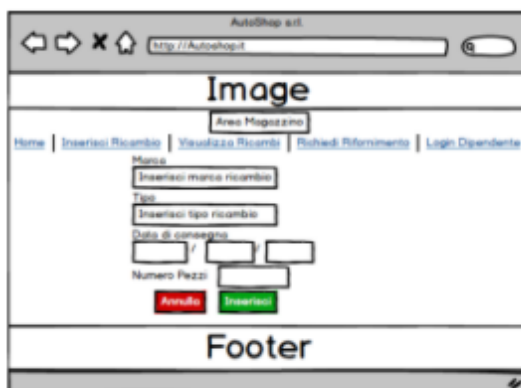 AutoShop s.r.l.
http://Autoshop.it
Image
Area Magazzino
Home | Inserisci Ricambio | Visualizza Ricambi | Richiedi Rifornimento | Login Dipendente
Marca
Inserisci marca ricambio
Tipo
Inserisci tipo ricambio
Data di consegna
/ /
Numero Pezzi
Annulla Inserisci
Footer